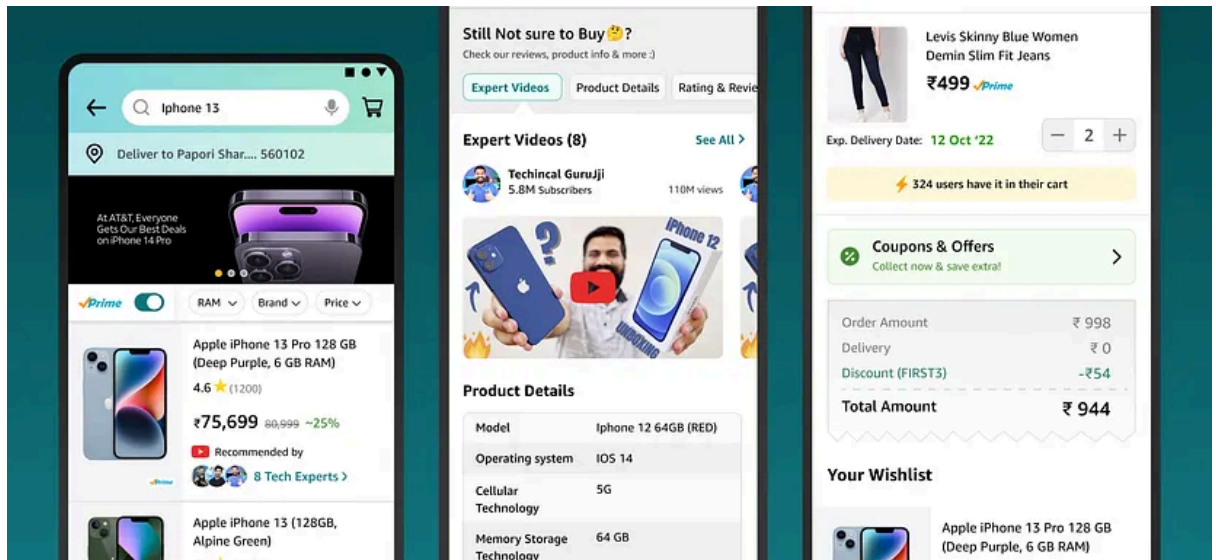 Iphone 13
Deliver to Papori Shar.... 560102
At AT&T, Everyone
Gets Our Best Deals
on iPhone 14 Pro
Prime
RAM
Brand
Price
Apple iPhone 13 Pro 128 GB
(Deep Purple, 6 GB RAM)
4.6 (1200)
₹75,699 80,999 ~25%
Recommended by
8 Tech Experts >
Prime
Apple iPhone 13 (128GB,
Alpine Green)
Still Not sure to Buy🤔?
Check our reviews, product info & more :)
Expert Videos
Product Details
Rating & Revie
Expert Videos (8)
See All >
Techincal GuruJji
5.8M Subscribers
110M views
?
iPhone 12
UNBOXING
Product Details
Model Iphone 12 64GB (RED)
Operating system IOS 14
Cellular Technology 5G
Memory Storage Technology 64 GB
Levis Skinny Blue Women
Demin Slim Fit Jeans
₹499 Prime
Exp. Delivery Date: 12 Oct '22
− 2 +
⚡ 324 users have it in their cart
Coupons & Offers
Collect now & save extra!
Order Amount ₹ 998
Delivery ₹ 0
Discount (FIRST3) -₹54
Total Amount ₹ 944
Your Wishlist
Apple iPhone 13 Pro 128 GB
(Deep Purple, 6 GB RAM)